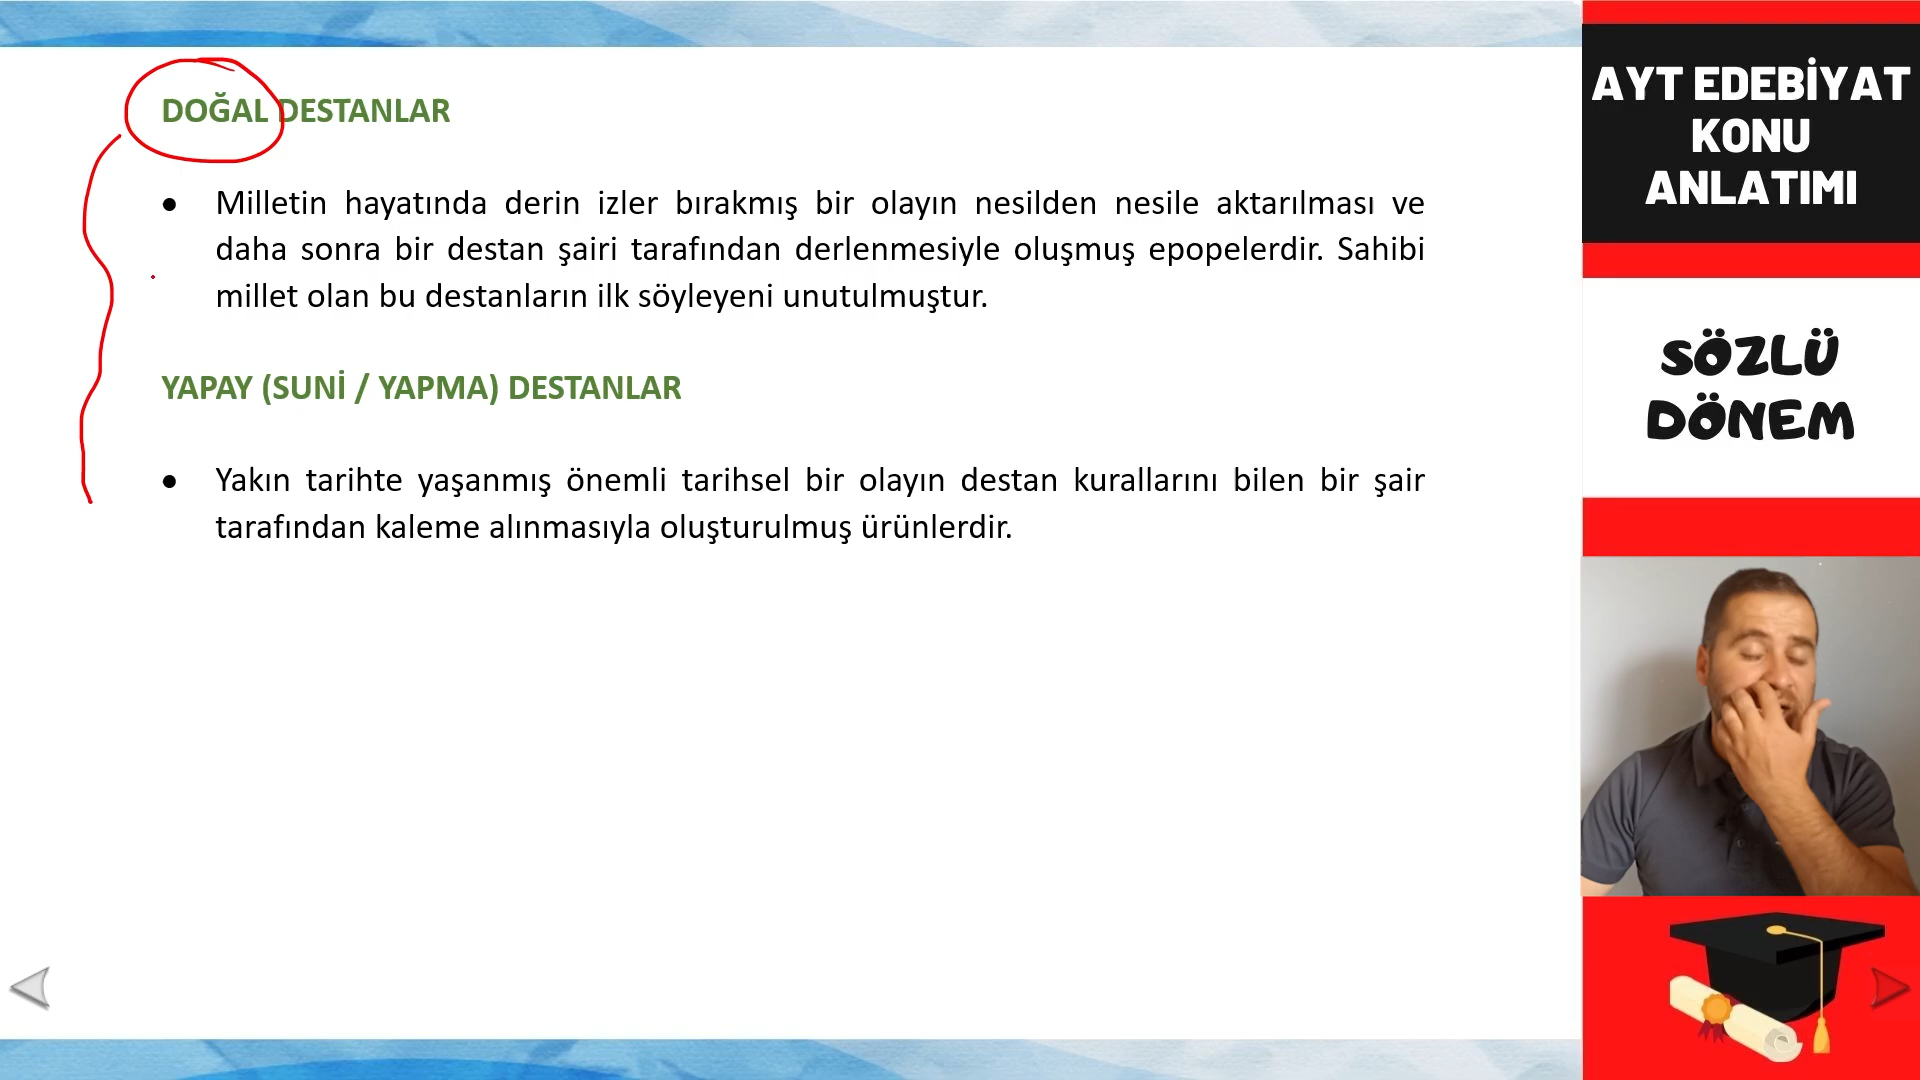 DOĞAL DESTANLAR
● Milletin hayatında derin izler bırakmış bir olayın nesilden nesile aktarılması ve
daha sonra bir destan şairi tarafından derlenmesiyle oluşmuş epopelerdir. Sahibi
millet olan bu destanların ilk söyleyeni unutulmuştur.
YAPAY (SUNİ / YAPMA) DESTANLAR
● Yakın tarihte yaşanmış önemli tarihsel bir olayın destan kurallarını bilen bir şair
tarafından kaleme alınmasıyla oluşturulmuş ürünlerdir.
AYT EDEBİYAT
KONU
ANLATIMI
SÖZLÜ
DÖNEM